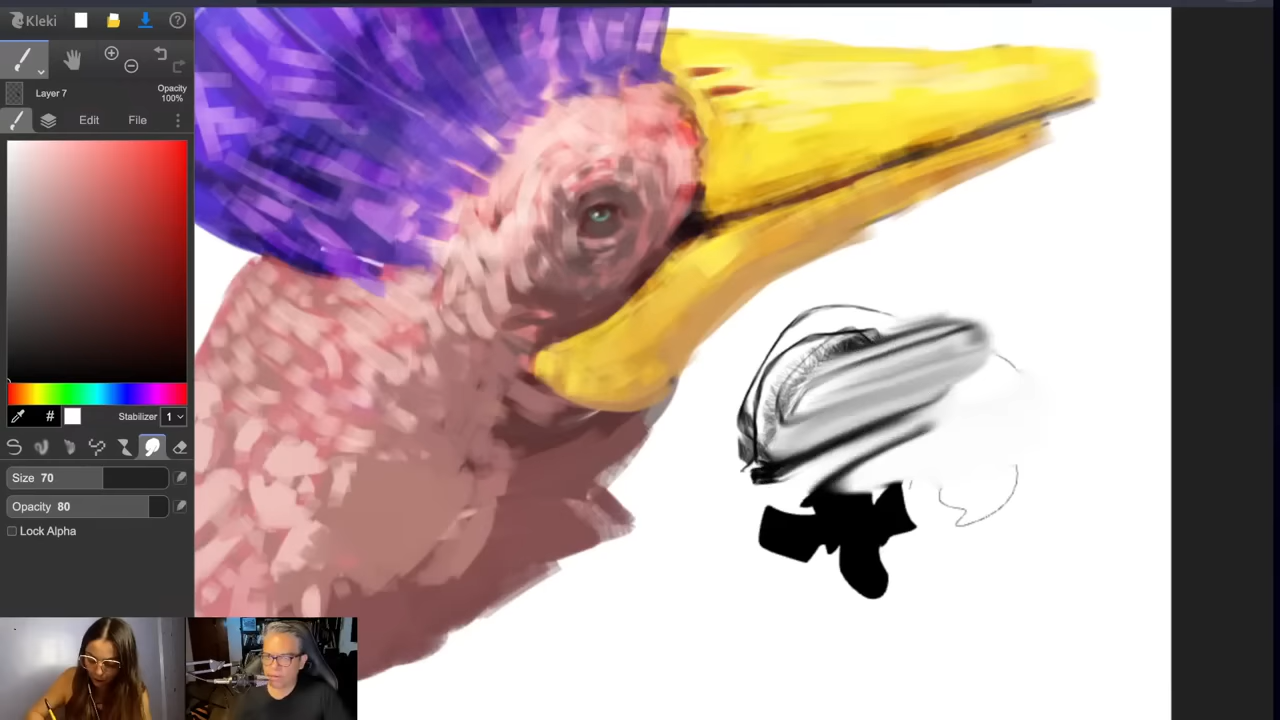 Kleki
Layer 7
Opacity
100%
Edit
File
#
Stabilizer 1
Size 70
Opacity 80
Lock Alpha